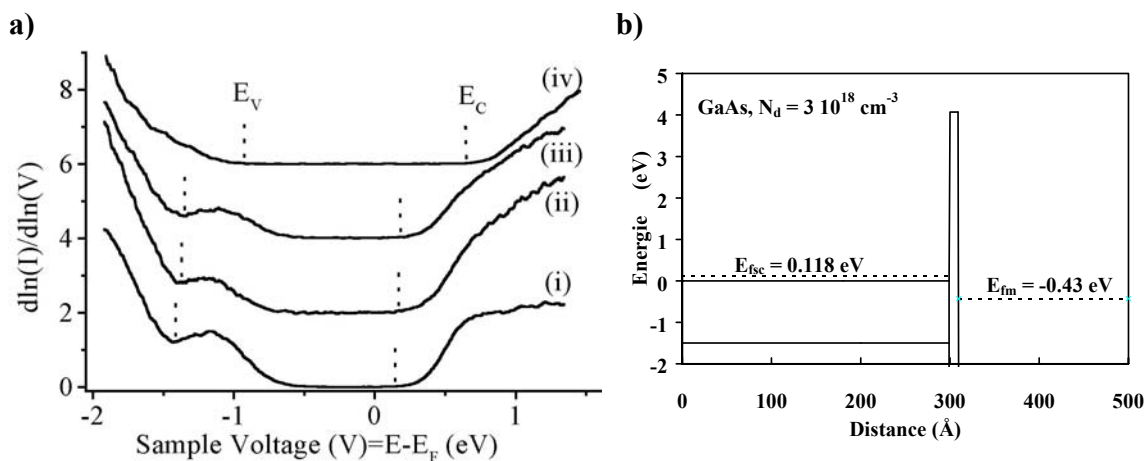 a)
dln(I)/dln(V)
8
6
4
2
0
E_V
E_C
(iv)
(iii)
(ii)
(i)
-2
-1
0
1
Sample Voltage (V)=E-E_F (eV)
b)
Energie (eV)
5
4
3
2
1
0
-1
-2
GaAs, N_d = 3 10^18 cm^-3
E_fsc = 0.118 eV
E_fm = -0.43 eV
0
100
200
300
400
500
Distance (Å)